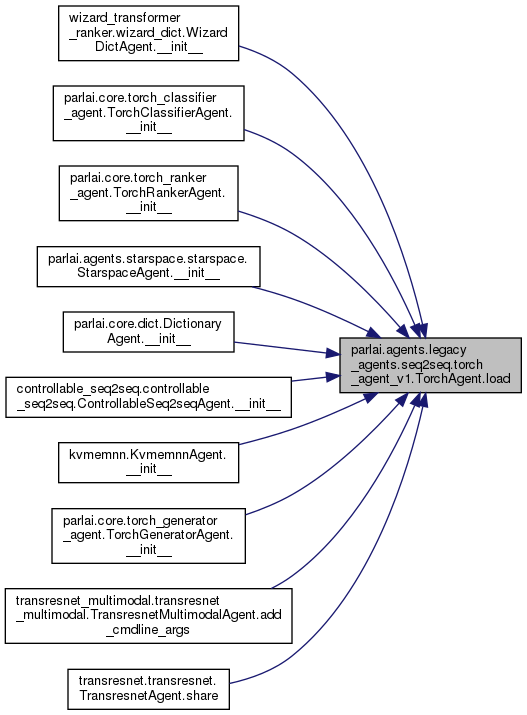 wizard_transformer
_ranker.wizard_dict.Wizard
DictAgent.__init__
parlai.core.torch_classifier
_agent.TorchClassifierAgent.
__init__
parlai.core.torch_ranker
_agent.TorchRankerAgent.
__init__
parlai.agents.starspace.starspace.
StarspaceAgent.__init__
parlai.core.dict.Dictionary
Agent.__init__
parlai.agents.legacy
_agents.seq2seq.torch
_agent_v1.TorchAgent.load
controllable_seq2seq.controllable
_seq2seq.ControllableSeq2seqAgent.__init__
kvmemnn.KvmemnnAgent.
__init__
parlai.core.torch_generator
_agent.TorchGeneratorAgent.
__init__
transresnet_multimodal.transresnet
_multimodal.TransresnetMultimodalAgent.add
_cmdline_args
transresnet.transresnet.
TransresnetAgent.share